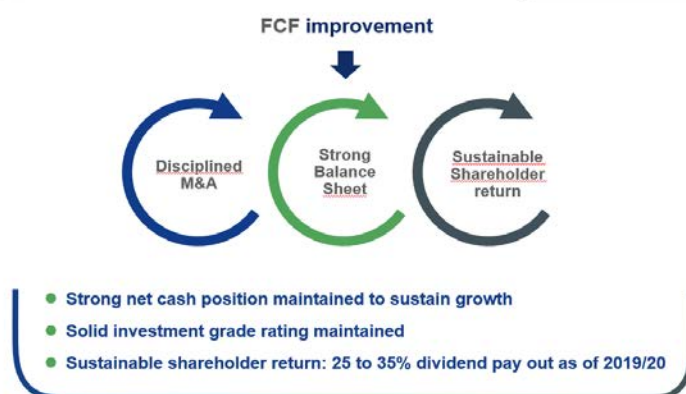 FCF improvement
Disciplined
M&A
Strong
Balance
Sheet
Sustainable
Shareholder
return
Strong net cash position maintained to sustain growth
Solid investment grade rating maintained
Sustainable shareholder return: 25 to 35% dividend pay out as of 2019/20